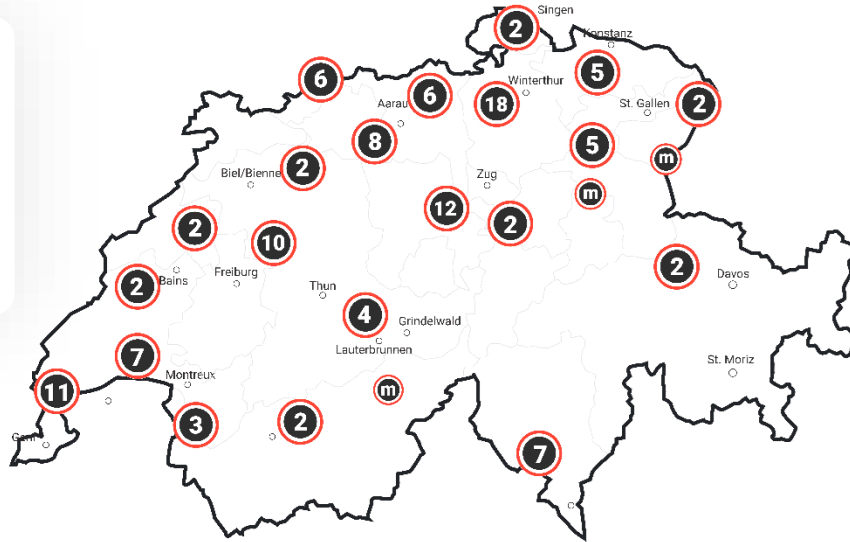 Singen
2
Konstanz
6
5
Winterthur
6
18
St. Gallen
2
Aarau
8
5
m
2
Biel/Bienne
Zug
m
12
2
2
10
2
Bains
Freiburg
Davos
2
Thun
4
Grindelwald
Lauterbrunnen
7
St. Moriz
Montreux
11
m
3
2
Genf
7